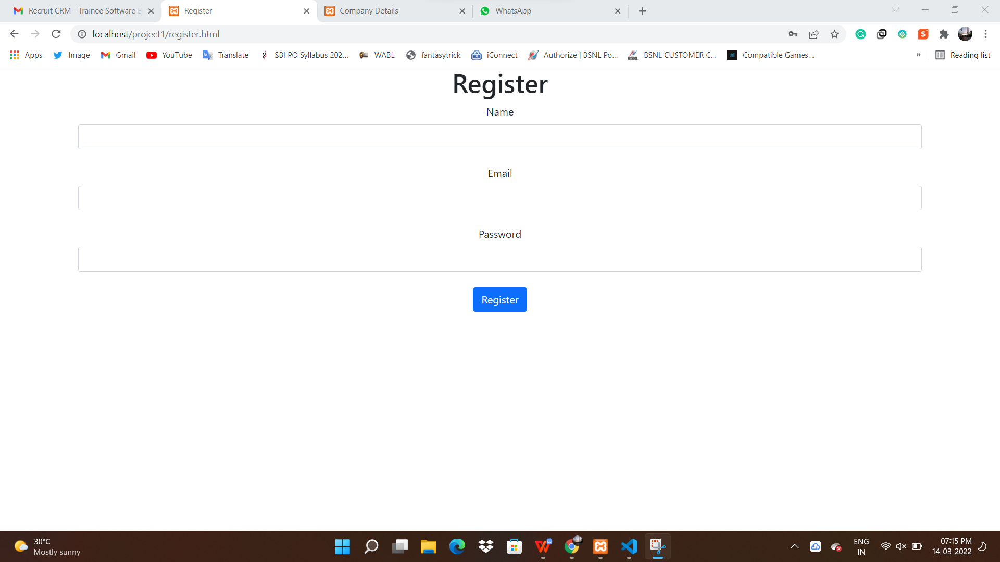 Recruit CRM - Trainee Software E
Register
Company Details
WhatsApp
localhost/project1/register.html
Apps
Image
Gmail
YouTube
Translate
SBI PO Syllabus 202...
WABL
fantasytrick
iConnect
Authorize | BSNL Po...
BSNL CUSTOMER C...
Compatible Games...
»
Reading list
Register
Name
Email
Password
Register
30°C
Mostly sunny
ENG
IN
07:15 PM
14-03-2022